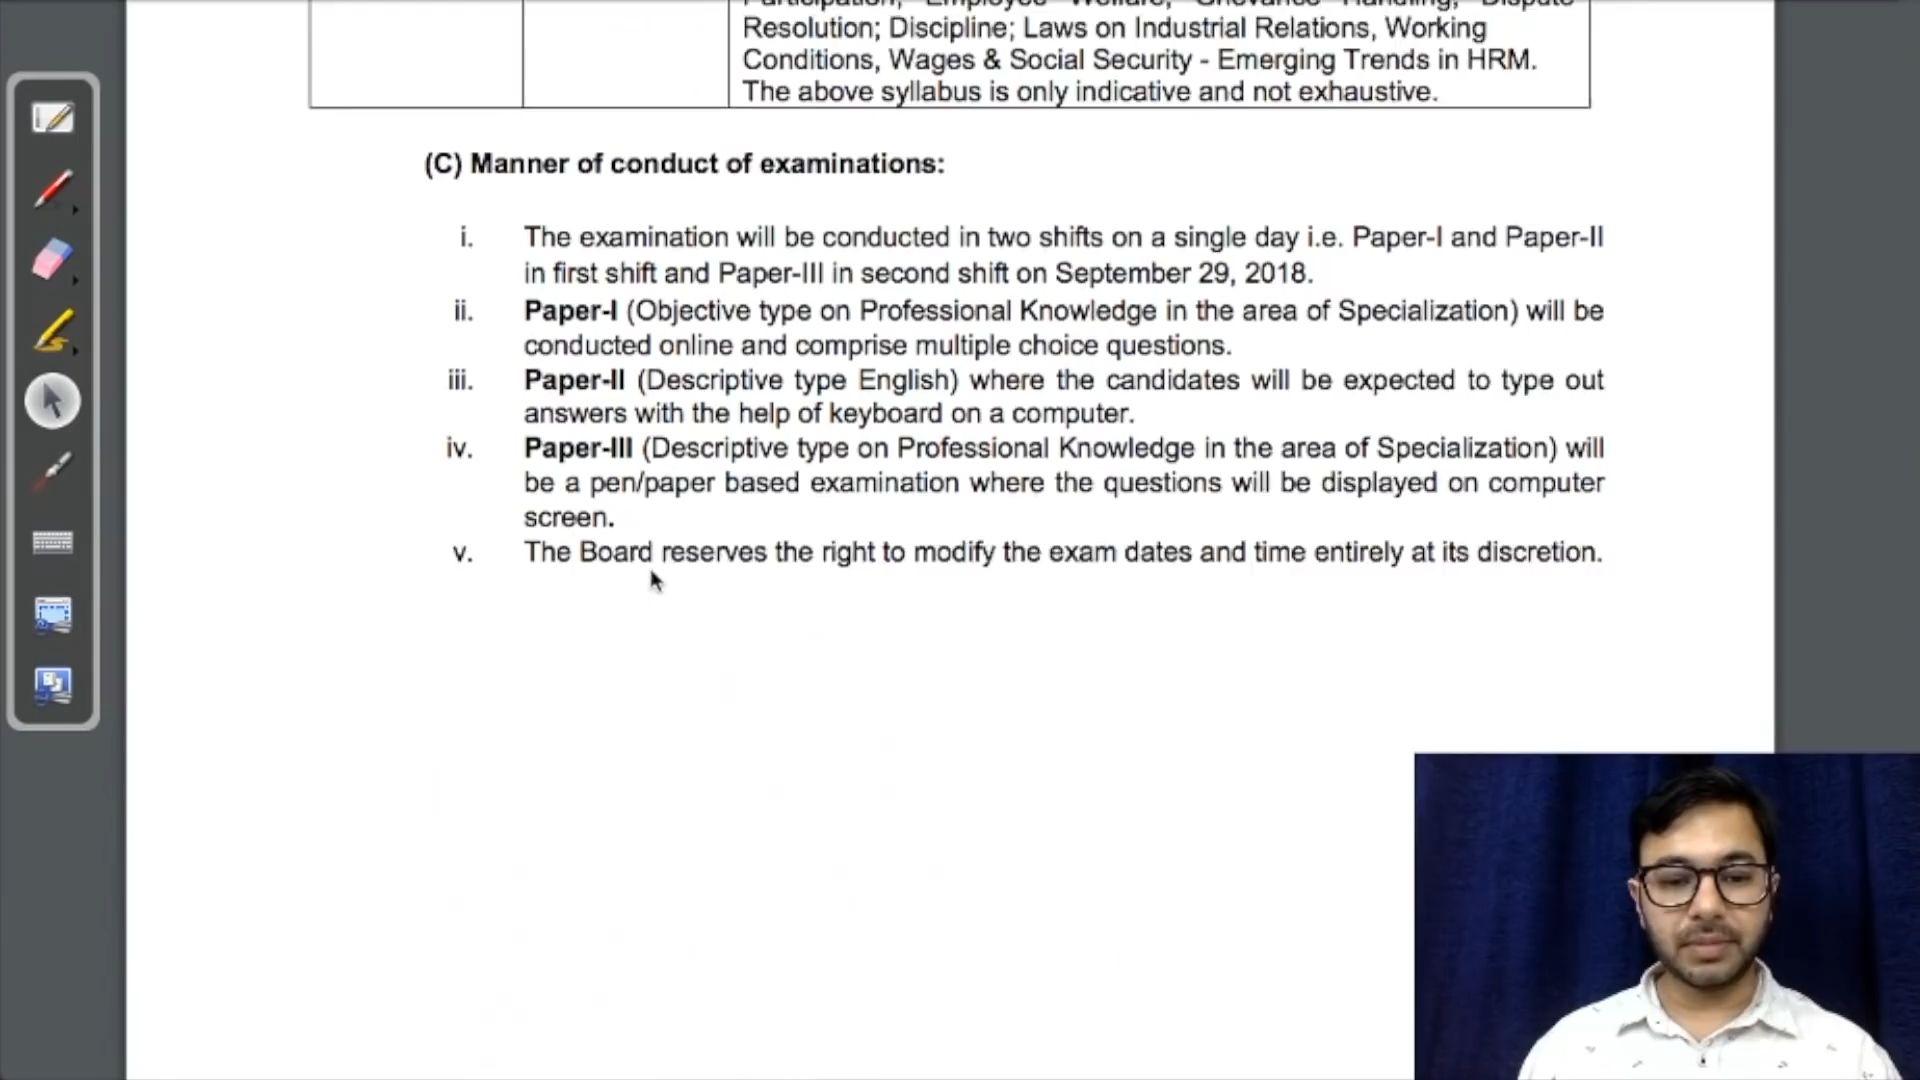 Participation; Employee Welfare; Grievance Handling; Dispute
Resolution; Discipline; Laws on Industrial Relations, Working
Conditions, Wages & Social Security - Emerging Trends in HRM.
The above syllabus is only indicative and not exhaustive.
(C) Manner of conduct of examinations:
i. The examination will be conducted in two shifts on a single day i.e. Paper-I and Paper-II
in first shift and Paper-III in second shift on September 29, 2018.
ii. Paper-I (Objective type on Professional Knowledge in the area of Specialization) will be
conducted online and comprise multiple choice questions.
iii. Paper-II (Descriptive type English) where the candidates will be expected to type out
answers with the help of keyboard on a computer.
iv. Paper-III (Descriptive type on Professional Knowledge in the area of Specialization) will
be a pen/paper based examination where the questions will be displayed on computer
screen.
v. The Board reserves the right to modify the exam dates and time entirely at its discretion.